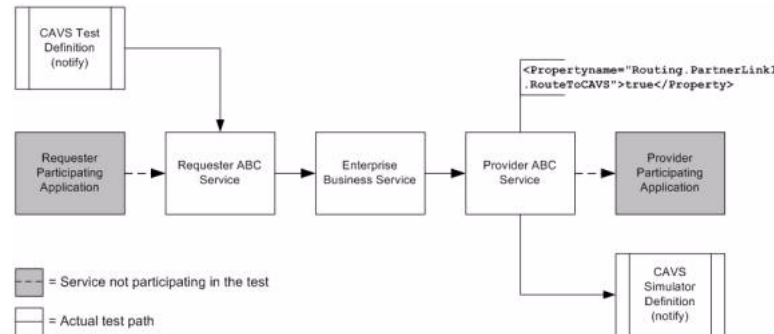 CAVS Test
Definition
(notify)
<Propertyname="Routing.PartnerLink1
.RouteToCAVS">true</Property>
Requester
Participating
Application
Requester ABC
Service
Enterprise
Business Service
Provider ABC
Service
Provider
Participating
Application
= Service not participating in the test
= Actual test path
CAVS
Simulator
Definition
(notify)